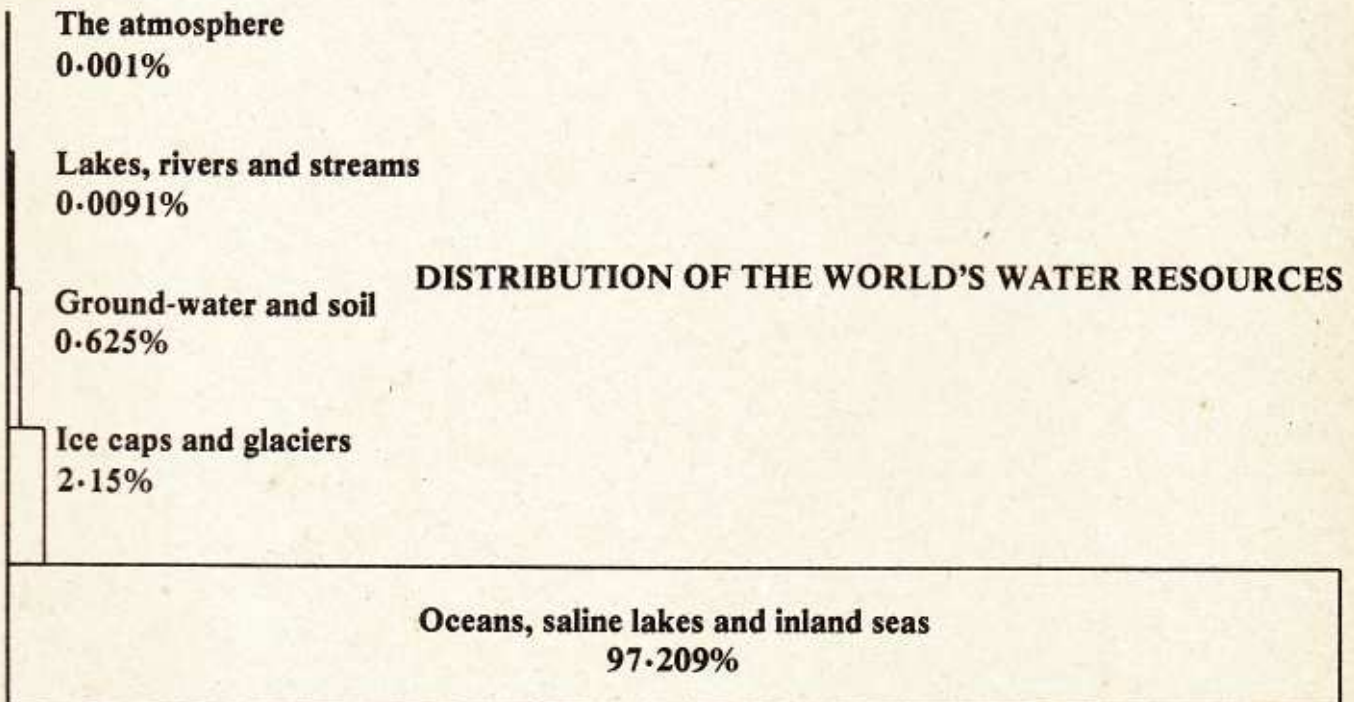 The atmosphere
0·001%
Lakes, rivers and streams
0·0091%
DISTRIBUTION OF THE WORLD'S WATER RESOURCES
Ground-water and soil
0·625%
Ice caps and glaciers
2·15%
Oceans, saline lakes and inland seas
97·209%